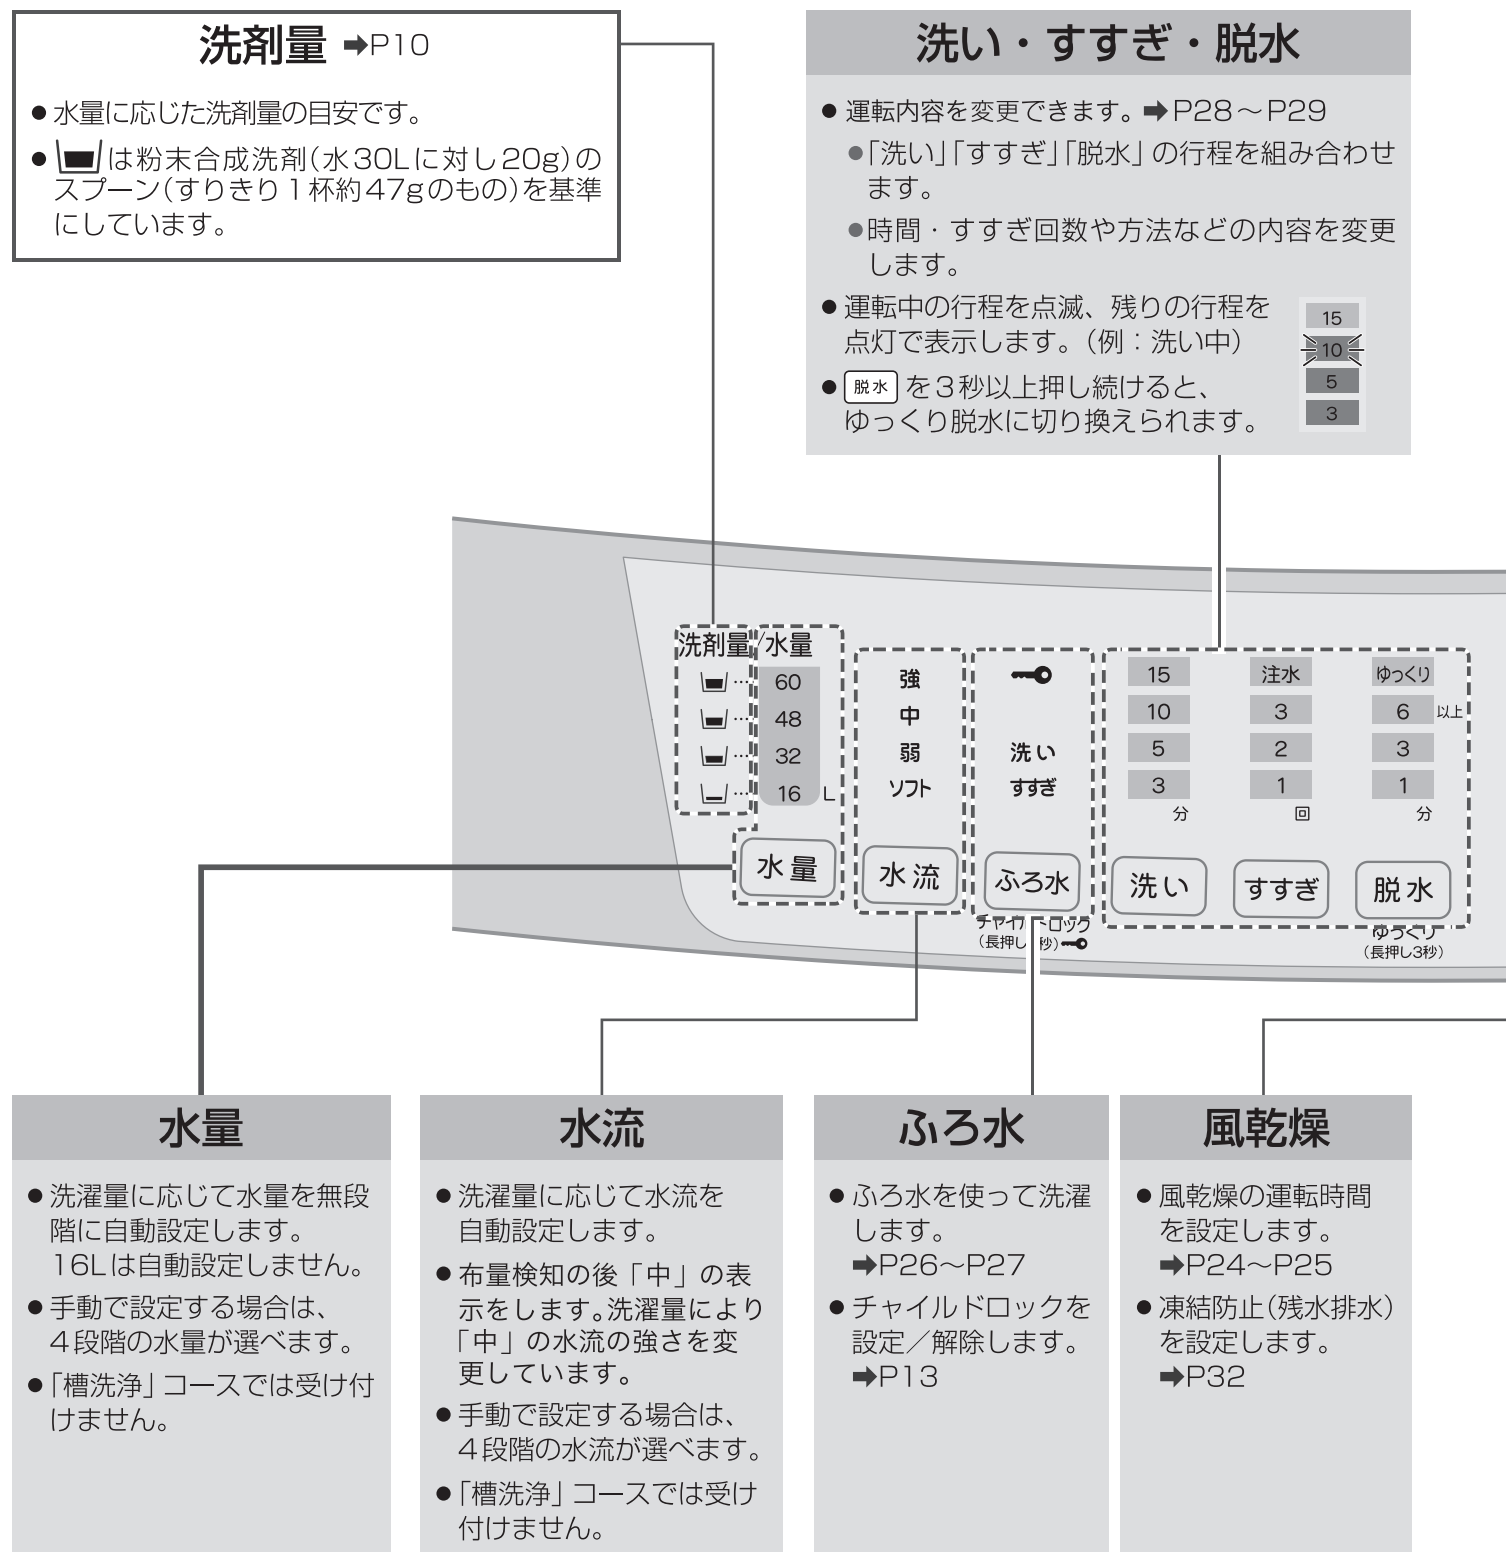 洗剤量 ➡P10
●水量に応じた洗剤量の目安です。
●は粉末合成洗剤(水30Lに対し20g)の
スプーン(すりきり1杯約47gのもの)を基準
にしています。
洗い・すすぎ・脱水
●運転内容を変更できます。➡P28～P29
●「洗い」「すすぎ」「脱水」の行程を組み合わせ
ます。
●時間・すすぎ回数や方法などの内容を変更
します。
●運転中の行程を点滅、残りの行程を
点灯で表示します。(例：洗い中)
●脱水 を3秒以上押し続けると、
ゆっくり脱水に切り換えられます。
15
10
5
3
洗剤量/水量
… 60
… 48
… 32
… 16 L
水量
強
中
弱
ソフト
水流
洗い
すすぎ
ふろ水
チャイルドロック
(長押し3秒)
15
10
5
3
分
洗い
注水
3
2
1
回
すすぎ
ゆっくり
6 以上
3
1
分
脱水
ゆっくり
(長押し3秒)
水量
●洗濯量に応じて水量を無段
階に自動設定します。
16Lは自動設定しません。
●手動で設定する場合は、
4段階の水量が選べます。
●「槽洗浄」コースでは受け付
けません。
水流
●洗濯量に応じて水流を
自動設定します。
●布量検知の後「中」の表
示をします。洗濯量により
「中」の水流の強さを変
更しています。
●手動で設定する場合は、
4段階の水流が選べます。
●「槽洗浄」コースでは受け
付けません。
ふろ水
●ふろ水を使って洗濯
します。
➡P26～P27
●チャイルドロックを
設定／解除します。
➡P13
風乾燥
●風乾燥の運転時間
を設定します。
➡P24～P25
●凍結防止(残水排水)
を設定します。
➡P32